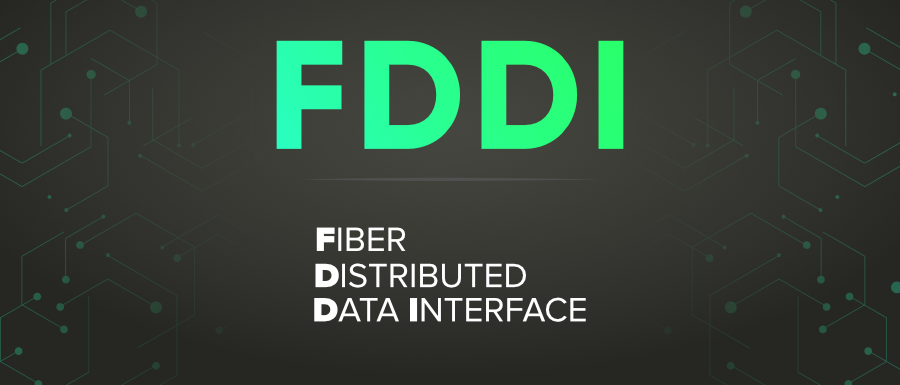 FDDI
FIBER
DISTRIBUTED
DATA INTERFACE